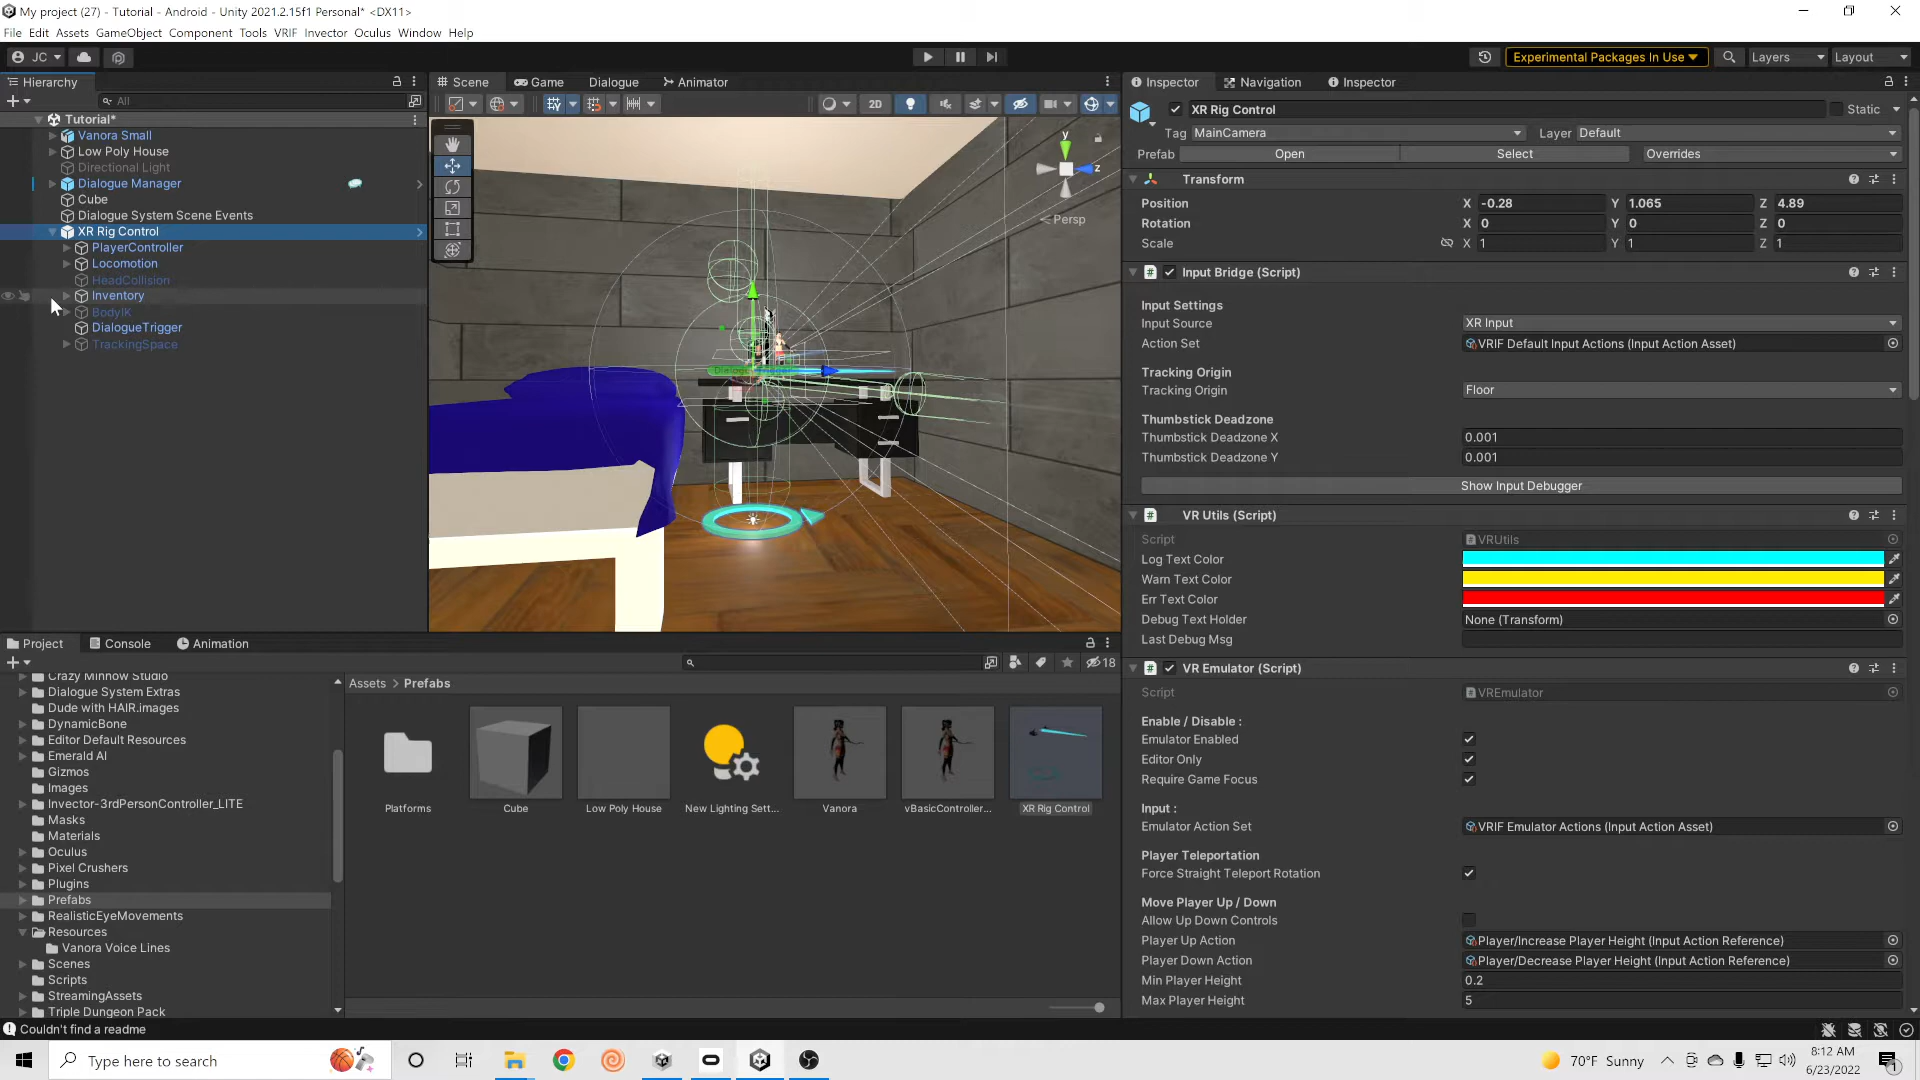 My project (27) - Tutorial - Android - Unity 2021.2.15f1 Personal* <DX11>
File Edit Assets GameObject Component Tools VRIF Invector Oculus Window Help
JC
Experimental Packages In Use
Layers
Layout
Hierarchy
All
Tutorial*
Vanora Small
Low Poly House
Directional Light
Dialogue Manager
Cube
Dialogue System Scene Events
XR Rig Control
PlayerController
Locomotion
HeadCollision
Inventory
BodyIK
DialogueTrigger
TrackingSpace
Scene
Game
Dialogue
Animator
2D
y
z
Persp
Inspector
Navigation
Inspector
XR Rig Control
Static
Tag MainCamera
Layer Default
Prefab Open Select Overrides
Transform
Position X -0.28 Y 1.065 Z 4.89
Rotation X 0 Y 0 Z 0
Scale X 1 Y 1 Z 1
Input Bridge (Script)
Input Settings
Input Source XR Input
Action Set VRIF Default Input Actions (Input Action Asset)
Tracking Origin
Tracking Origin Floor
Thumbstick Deadzone
Thumbstick Deadzone X 0.001
Thumbstick Deadzone Y 0.001
Show Input Debugger
VR Utils (Script)
Script VRUtils
Log Text Color
Warn Text Color
Err Text Color
Debug Text Holder None (Transform)
Last Debug Msg
VR Emulator (Script)
Script VREmulator
Enable / Disable :
Emulator Enabled
Editor Only
Require Game Focus
Input :
Emulator Action Set VRIF Emulator Actions (Input Action Asset)
Player Teleportation
Force Straight Teleport Rotation
Move Player Up / Down
Allow Up Down Controls
Player Up Action Player/Increase Player Height (Input Action Reference)
Player Down Action Player/Decrease Player Height (Input Action Reference)
Min Player Height 0.2
Max Player Height 5
Project
Console
Animation
18
Crazy Minnow Studio
Dialogue System Extras
Dude with HAIR.images
DynamicBone
Editor Default Resources
Emerald AI
Gizmos
Images
Invector-3rdPersonController_LITE
Masks
Materials
Oculus
Pixel Crushers
Plugins
Prefabs
RealisticEyeMovements
Resources
Vanora Voice Lines
Scenes
Scripts
StreamingAssets
Triple Dungeon Pack
Assets > Prefabs
Platforms
Cube
Low Poly House
New Lighting Sett...
Vanora
vBasicController...
XR Rig Control
Couldn't find a readme
Type here to search
70°F Sunny
8:12 AM
6/23/2022
1